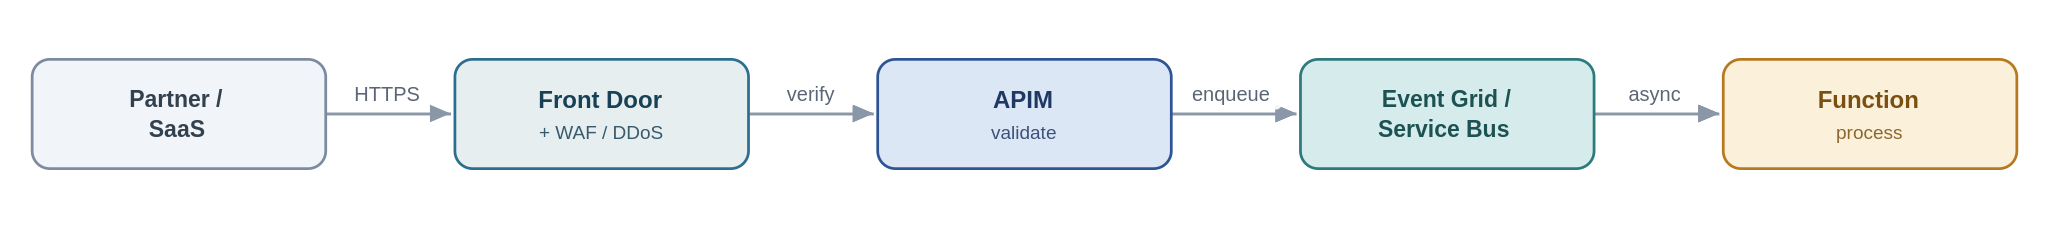 Partner /
SaaS
HTTPS
Front Door
+ WAF / DDoS
verify
APIM
validate
enqueue
Event Grid /
Service Bus
async
Function
process